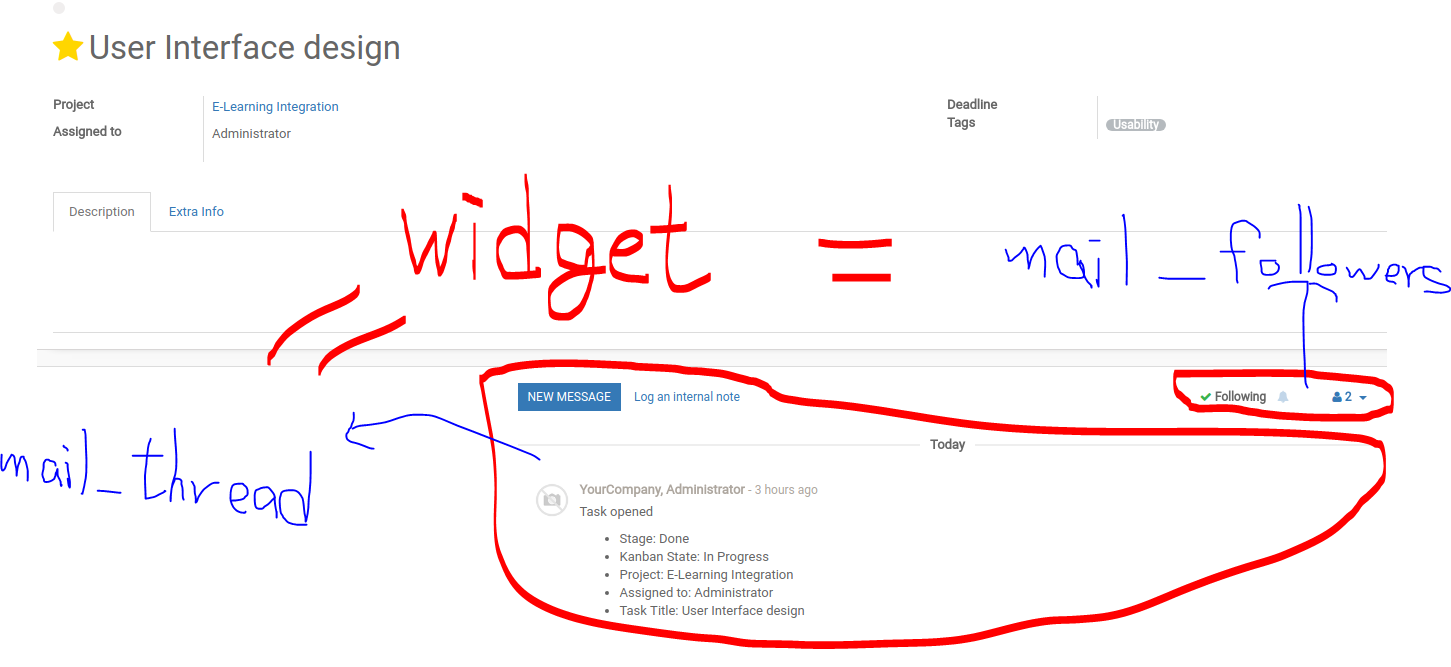 User Interface design
Project E-Learning Integration Deadline
Assigned to Administrator Tags Usability
Description Extra Info
widget = mail_followers
NEW MESSAGE Log an internal note Following 2
Today
mail_thread
YourCompany, Administrator - 3 hours ago
Task opened
Stage: Done
Kanban State: In Progress
Project: E-Learning Integration
Assigned to: Administrator
Task Title: User Interface design